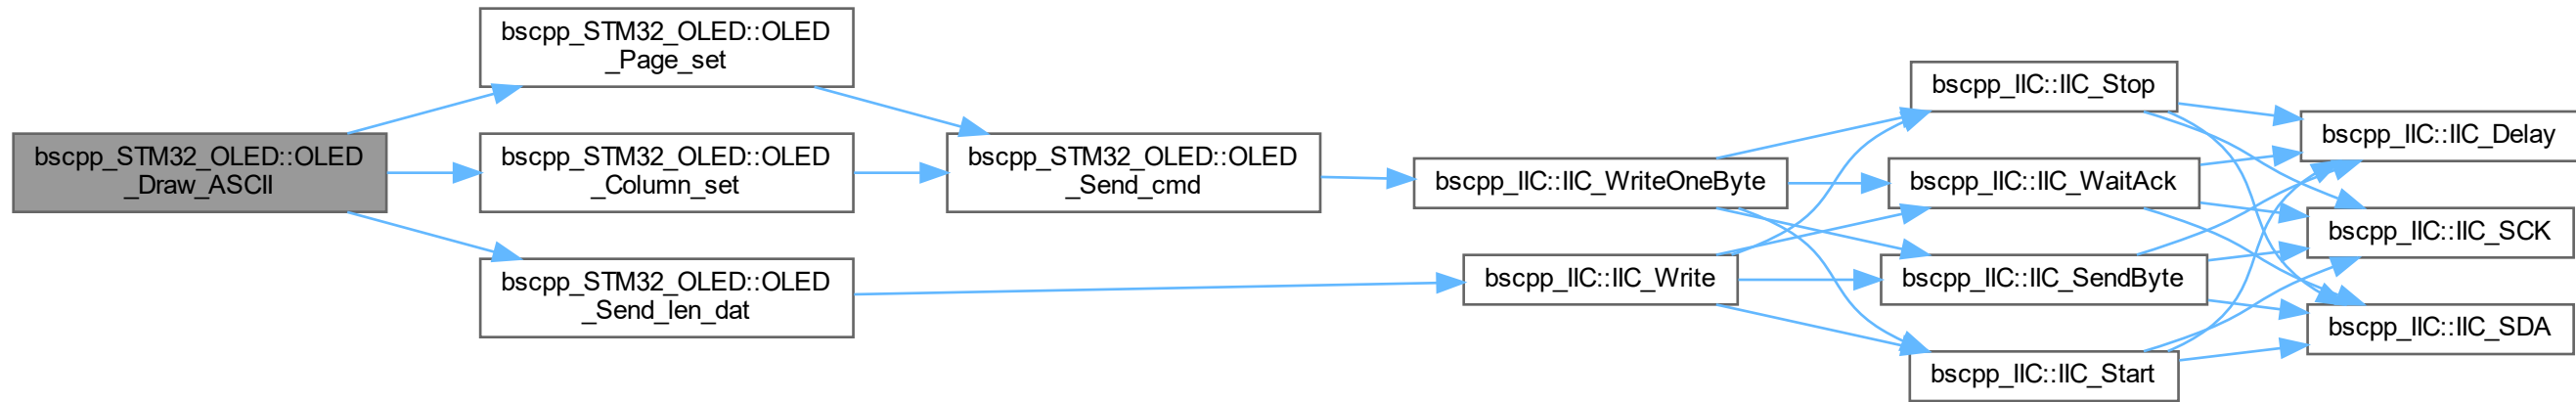 bscpp_STM32_OLED::OLED
_Draw_ASCII
bscpp_STM32_OLED::OLED
_Page_set
bscpp_STM32_OLED::OLED
_Column_set
bscpp_STM32_OLED::OLED
_Send_len_dat
bscpp_STM32_OLED::OLED
_Send_cmd
bscpp_IIC::IIC_WriteOneByte
bscpp_IIC::IIC_Write
bscpp_IIC::IIC_Stop
bscpp_IIC::IIC_WaitAck
bscpp_IIC::IIC_SendByte
bscpp_IIC::IIC_Start
bscpp_IIC::IIC_Delay
bscpp_IIC::IIC_SCK
bscpp_IIC::IIC_SDA